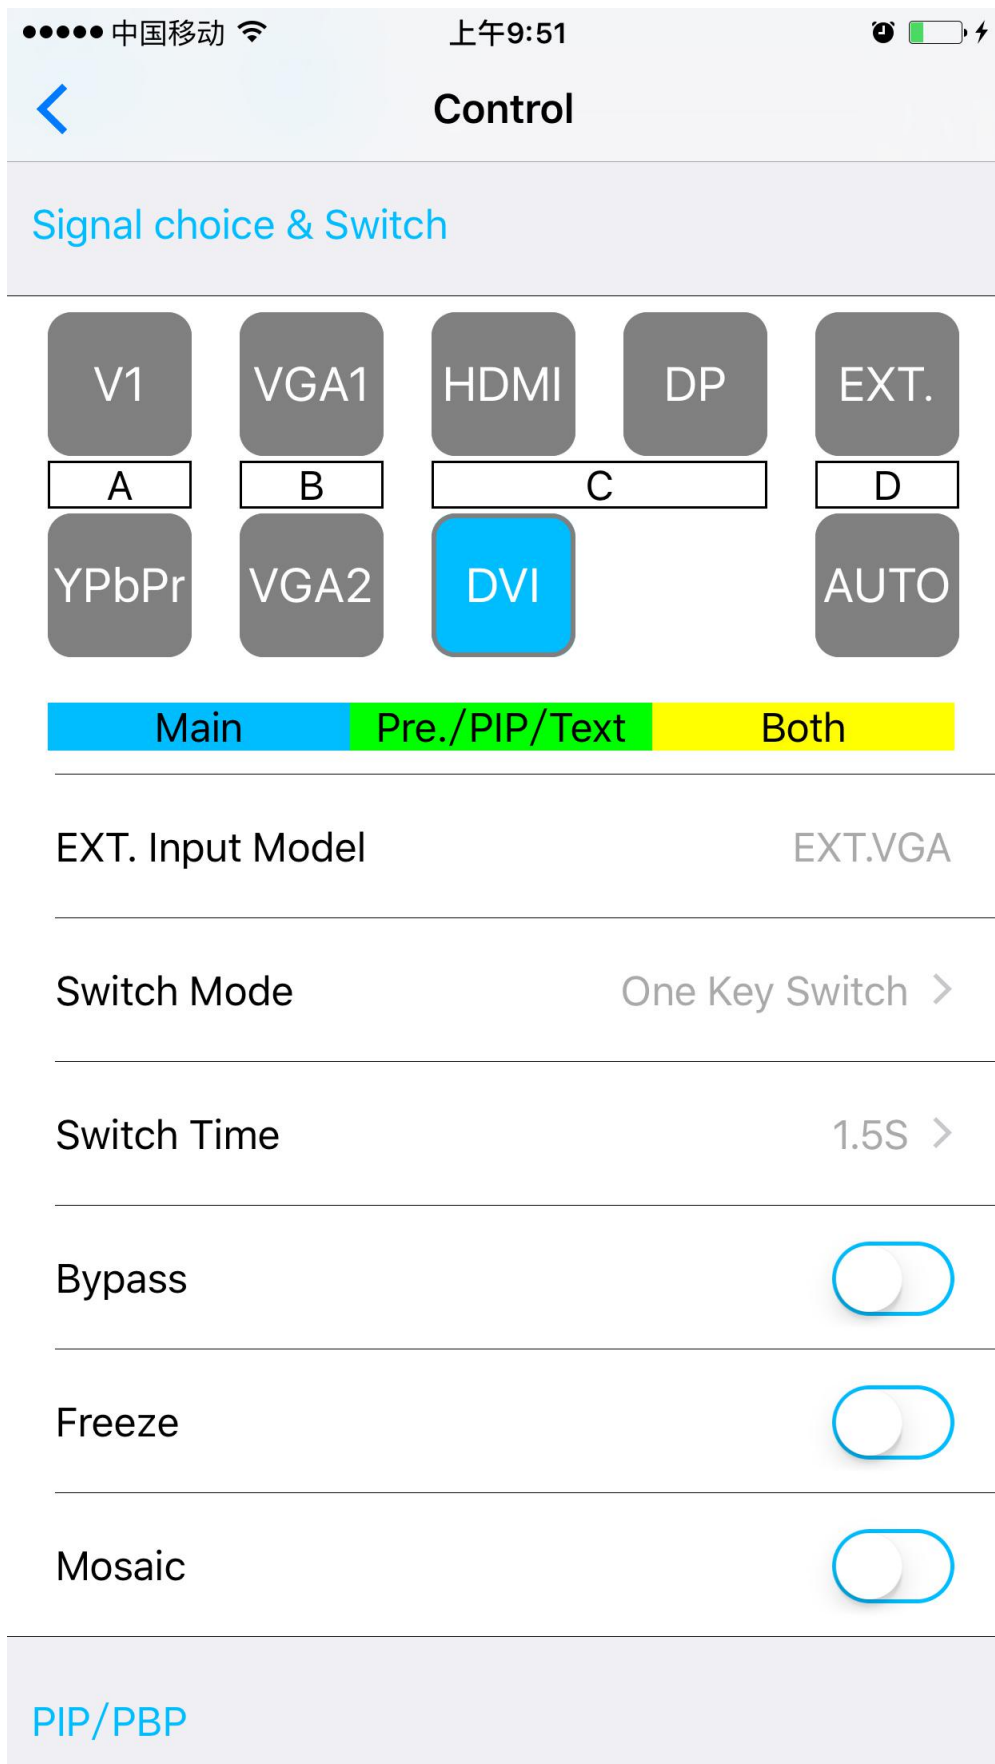 中国移动 上午9:51
Control
Signal choice & Switch
V1 VGA1 HDMI DP EXT.
A B C D
YPbPr VGA2 DVI AUTO
Main Pre./PIP/Text Both
EXT. Input Model EXT.VGA
Switch Mode One Key Switch
Switch Time 1.5S
Bypass
Freeze
Mosaic
PIP/PBP